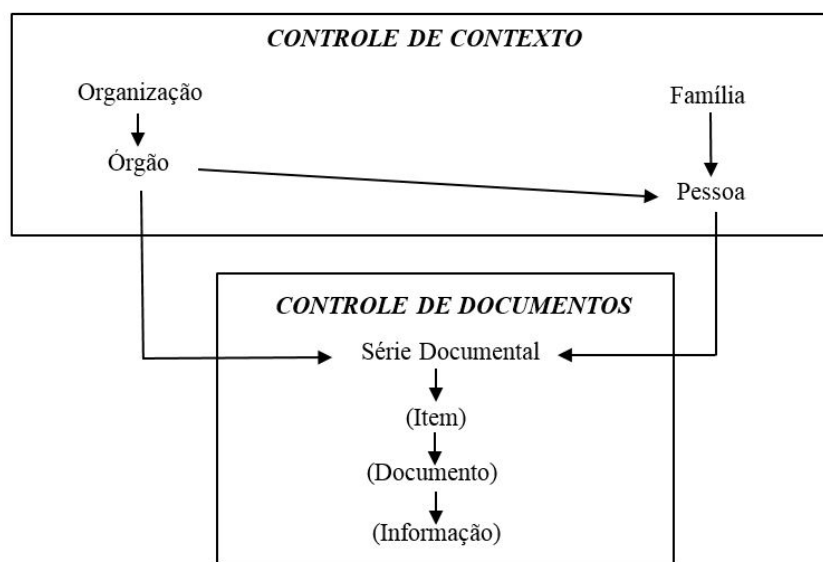 CONTROLE DE CONTEXTO
Organização
Família
Órgão
Pessoa
CONTROLE DE DOCUMENTOS
Série Documental
(Item)
(Documento)
(Informação)